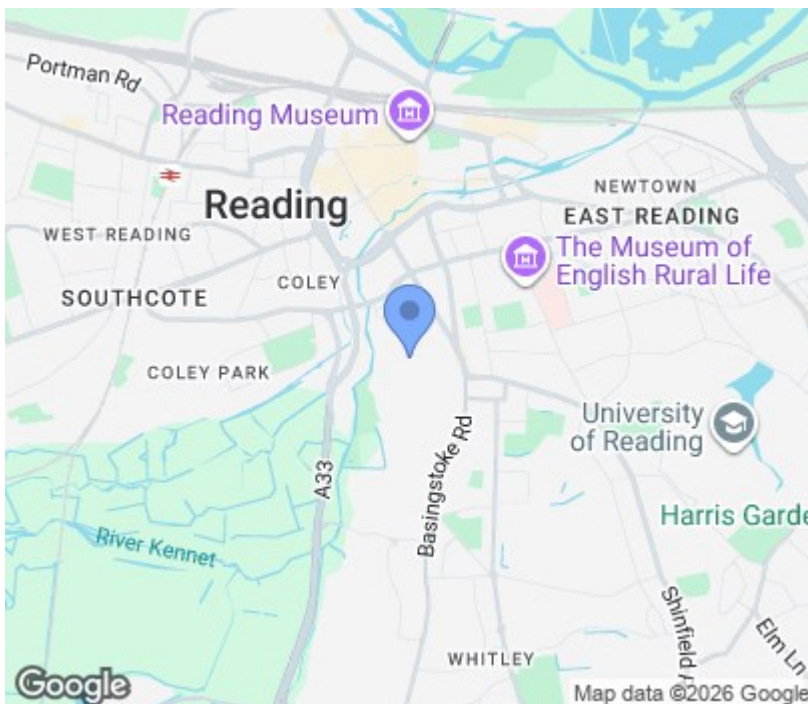 Portman Rd
Reading Museum
Reading
NEWTOWN
EAST READING
WEST READING
The Museum of
English Rural Life
COLEY
SOUTHCOTE
COLEY PARK
University
of Reading
Basingstoke Rd
A33
Harris Garde
River Kennet
Shinfield R
Elm Ln
WHITLEY
Google
Map data ©2026 Google